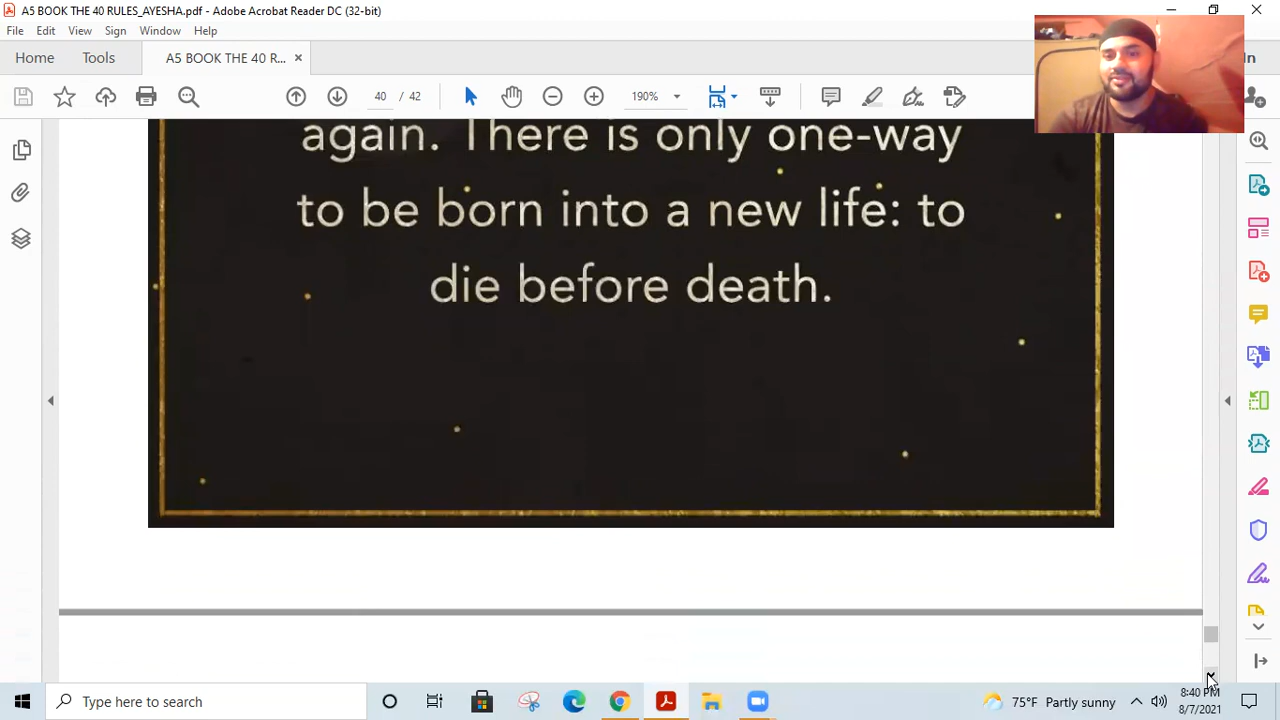 A5 BOOK THE 40 RULES_AYESHA.pdf - Adobe Acrobat Reader DC (32-bit)
File Edit View Sign Window Help
Home Tools A5 BOOK THE 40 R... In
40 / 42 190%
again. There is only one-way
to be born into a new life: to
die before death.
Type here to search
75°F Partly sunny
8:40 PM
8/7/2021